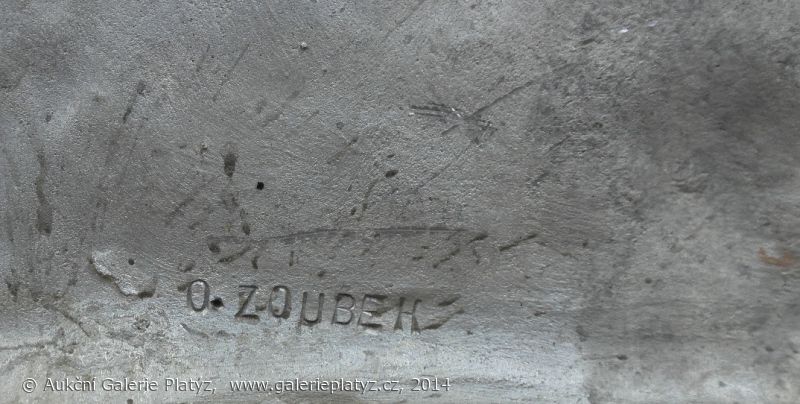 O. ZOUBEK
© Aukční Galerie Platýz, www.galerieplatyz.cz, 2014